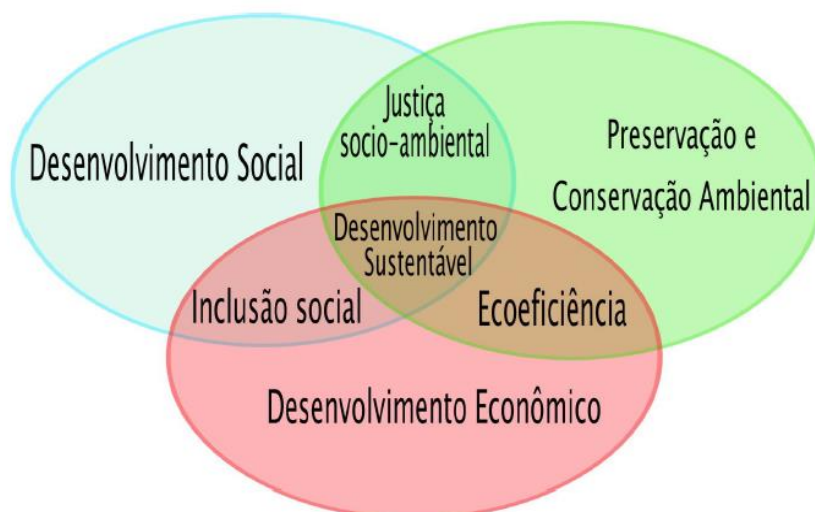 Desenvolvimento Social
Justiça
socio-ambiental
Preservação e
Conservação Ambiental
Desenvolvimento
Sustentável
Inclusão social
Ecoeficiência
Desenvolvimento Econômico